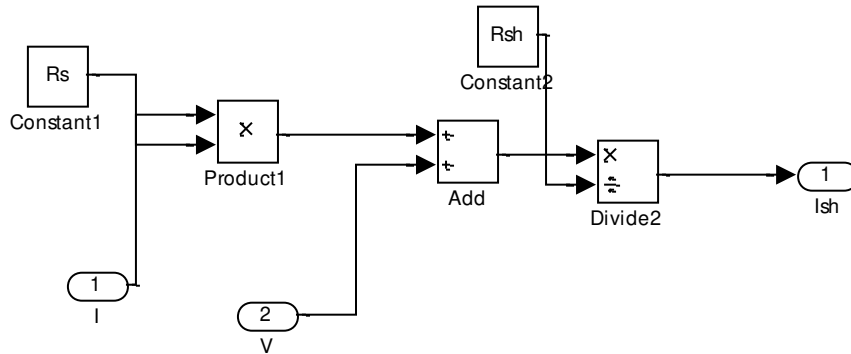 Rs
Constant1
Rsh
Constant2
×
Product1
+
+
Add
×
÷
Divide2
1
Ish
1
I
2
V